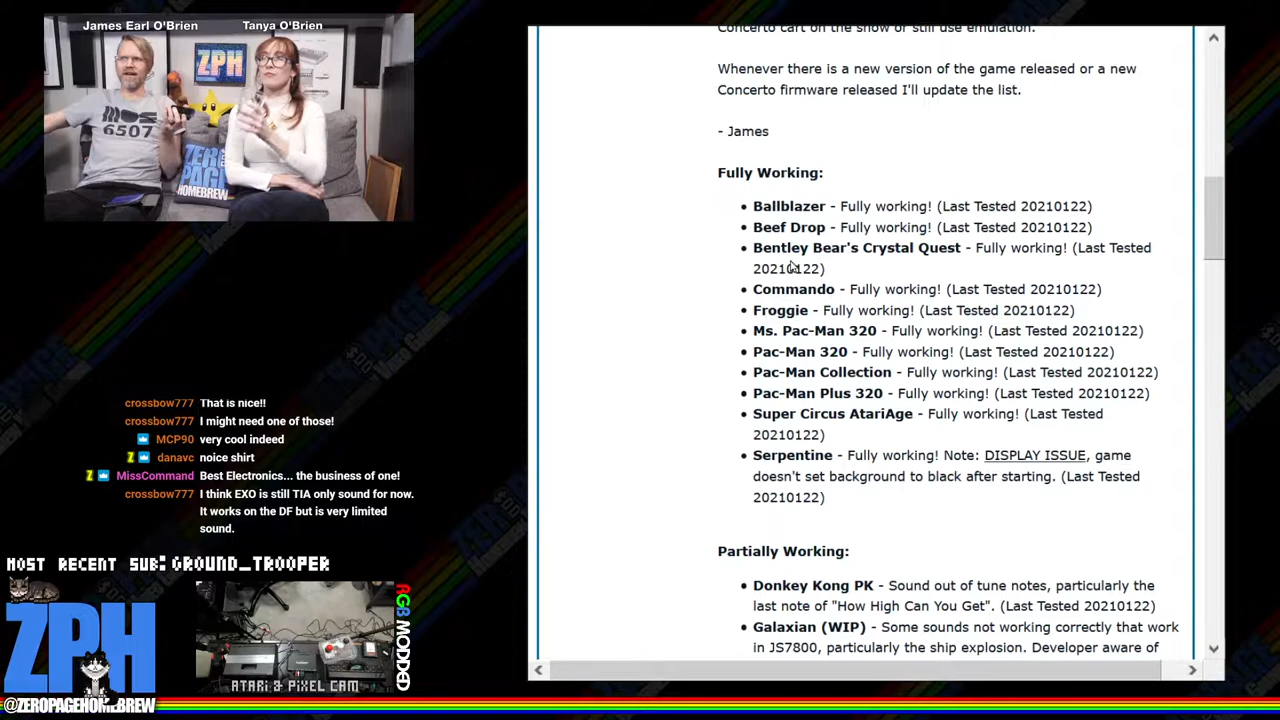 James Earl O'Brien
Tanya O'Brien
ZPH
MOS
6507
ZERO
PAGE
HOMEBREW
Concerto cart on the show or still use emulation.
Whenever there is a new version of the game released or a new
Concerto firmware released I'll update the list.
- James
Fully Working:
Ballblazer - Fully working! (Last Tested 20210122)
Beef Drop - Fully working! (Last Tested 20210122)
Bentley Bear's Crystal Quest - Fully working! (Last Tested
20210122)
Commando - Fully working! (Last Tested 20210122)
Froggie - Fully working! (Last Tested 20210122)
Ms. Pac-Man 320 - Fully working! (Last Tested 20210122)
Pac-Man 320 - Fully working! (Last Tested 20210122)
Pac-Man Collection - Fully working! (Last Tested 20210122)
Pac-Man Plus 320 - Fully working! (Last Tested 20210122)
Super Circus AtariAge - Fully working! (Last Tested
20210122)
Serpentine - Fully working! Note: DISPLAY ISSUE, game
doesn't set background to black after starting. (Last Tested
20210122)
Partially Working:
Donkey Kong PK - Sound out of tune notes, particularly the
last note of "How High Can You Get". (Last Tested 20210122)
Galaxian (WIP) - Some sounds not working correctly that work
in JS7800, particularly the ship explosion. Developer aware of
crossbow777 That is nice!!
crossbow777 I might need one of those!
MCP90 very cool indeed
Z danavc noice shirt
Z MissCommand Best Electronics... the business of one!
crossbow777 I think EXO is still TIA only sound for now.
It works on the DF but is very limited
sound.
MOST RECENT SUB: GROUND_TROOPER
ZPH
RGB MODDED
ATARI & PIXEL CAM
@ZEROPAGEHOMEBREW